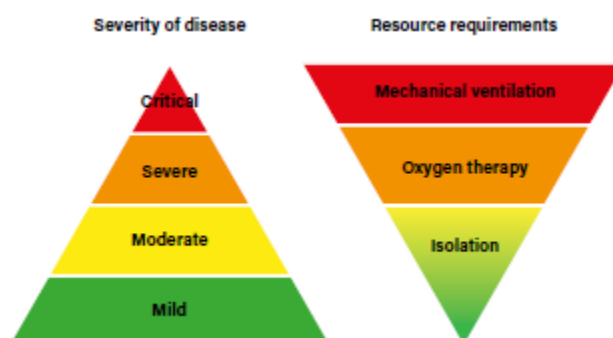 Severity of disease
Resource requirements
Critical
Severe
Moderate
Mild
Mechanical ventilation
Oxygen therapy
Isolation